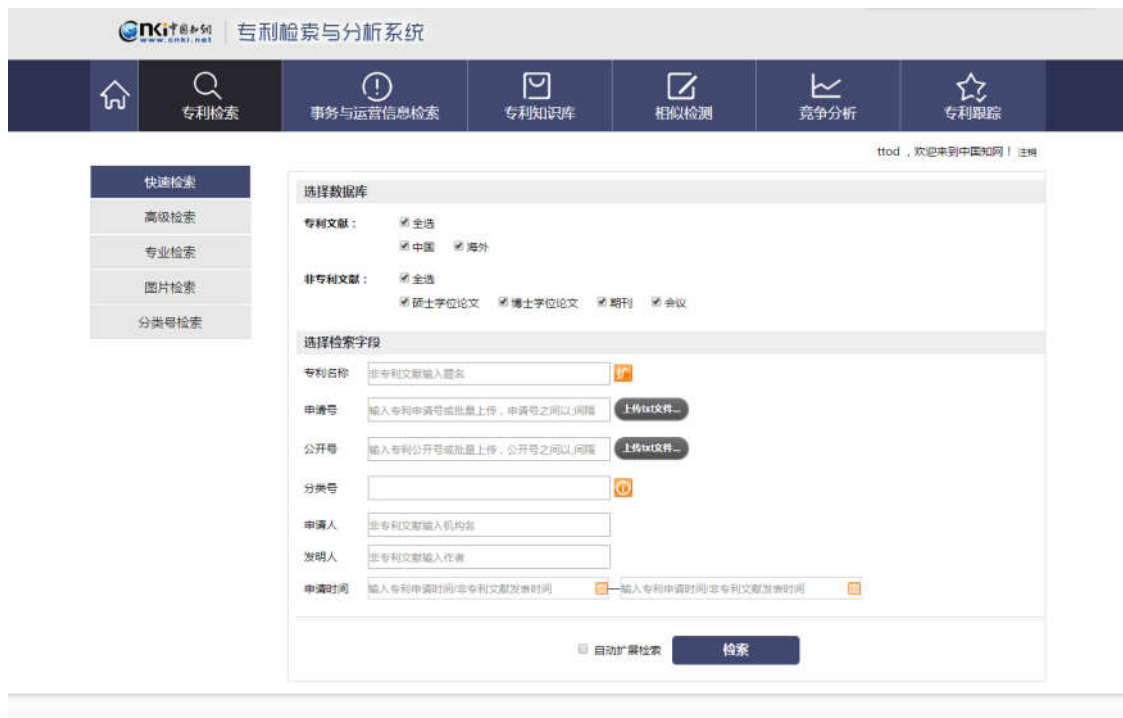 cnki中国知网 专利检索与分析系统
www.cnki.net
专利检索 事务与运营信息检索 专利知识库 相似检测 竞争分析 专利跟踪
ttod ,欢迎来到中国知网! 注销
快速检索
高级检索
专业检索
图片检索
分类号检索
选择数据库
专利文献: 全选
中国 海外
非专利文献: 全选
硕士学位论文 博士学位论文 期刊 会议
选择检索字段
专利名称 非专利文献输入题名 扩
申请号 输入专利申请号或批量上传,申请号之间以;间隔 上传txt文件...
公开号 输入专利公开号或批量上传,公开号之间以;间隔 上传txt文件...
分类号
申请人 非专利文献输入机构名
发明人 非专利文献输入作者
申请时间 输入专利申请时间/非专利文献发表时间 — 输入专利申请时间/非专利文献发表时间
自动扩展检索 检索